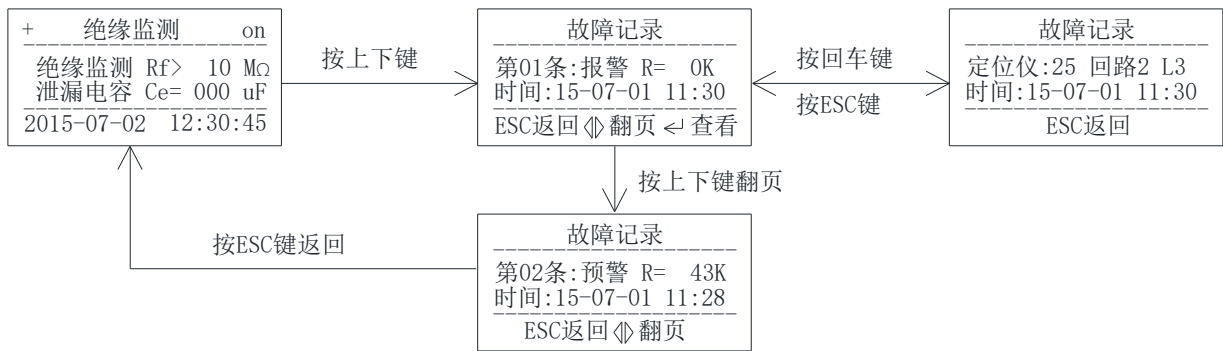 + 绝缘监测 on
绝缘监测 Rf> 10 MΩ
泄漏电容 Ce= 000 uF
2015-07-02 12:30:45
按上下键
故障记录
第01条:报警 R= 0K
时间:15-07-01 11:30
ESC返回 翻页 ↵ 查看
按回车键
按ESC键
故障记录
定位仪:25 回路2 L3
时间:15-07-01 11:30
ESC返回
按上下键翻页
故障记录
第02条:预警 R= 43K
时间:15-07-01 11:28
ESC返回 翻页
按ESC键返回